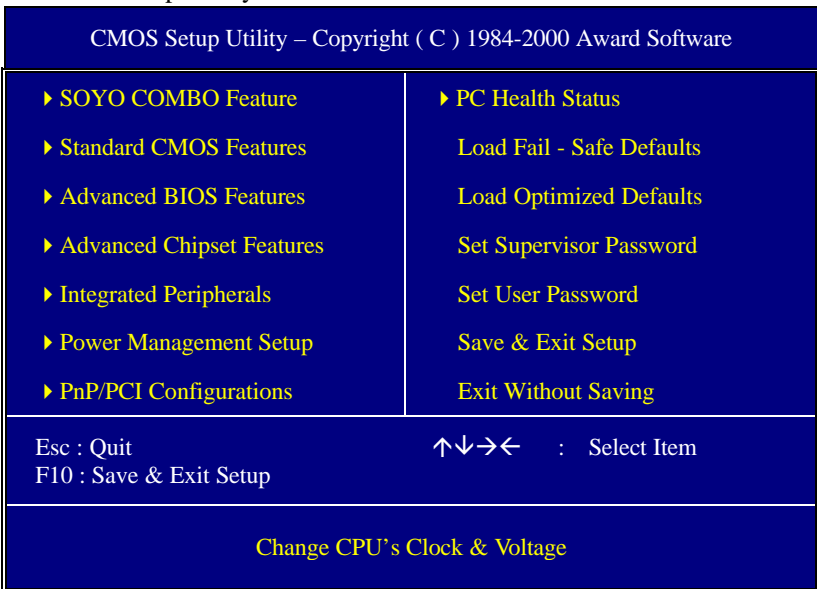 CMOS Setup Utility – Copyright ( C ) 1984-2000 Award Software
SOYO COMBO Feature
Standard CMOS Features
Advanced BIOS Features
Advanced Chipset Features
Integrated Peripherals
Power Management Setup
PnP/PCI Configurations
PC Health Status
Load Fail - Safe Defaults
Load Optimized Defaults
Set Supervisor Password
Set User Password
Save & Exit Setup
Exit Without Saving
Esc : Quit
F10 : Save & Exit Setup
↑↓→← : Select Item
Change CPU's Clock & Voltage